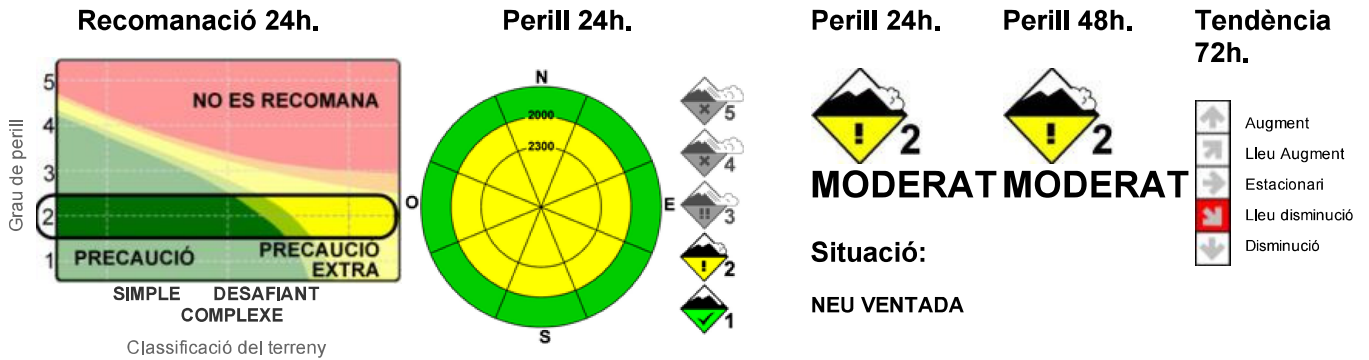 Recomanació 24h.
Perill 24h.
Perill 24h.
Perill 48h.
Tendència
72h.
5
4
3
2
1
Grau de perill
NO ES RECOMANA
PRECAUCIÓ
PRECAUCIÓ
EXTRA
SIMPLE
DESAFIANT
COMPLEXE
Classificació del terreny
N
2000
2300
O
E
S
5
4
3
2
1
2
MODERAT
2
MODERAT
Situació:
NEU VENTADA
Augment
Lleu Augment
Estacionari
Lleu disminució
Disminució